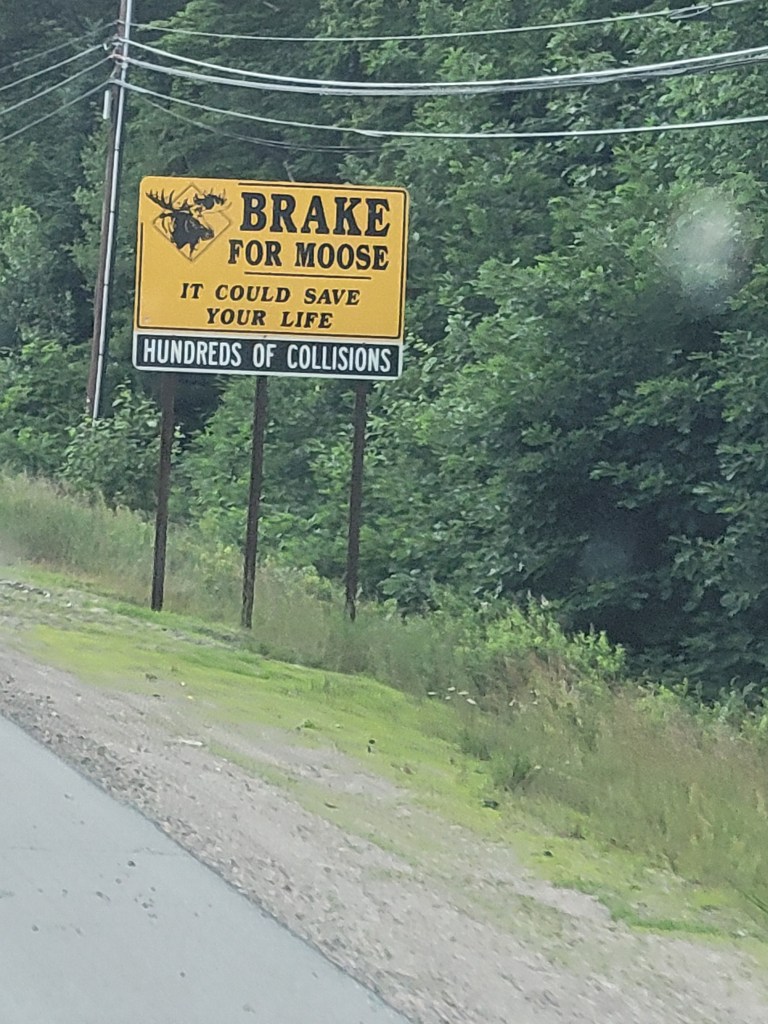 BRAKE
FOR MOOSE
IT COULD SAVE
YOUR LIFE
HUNDREDS OF COLLISIONS